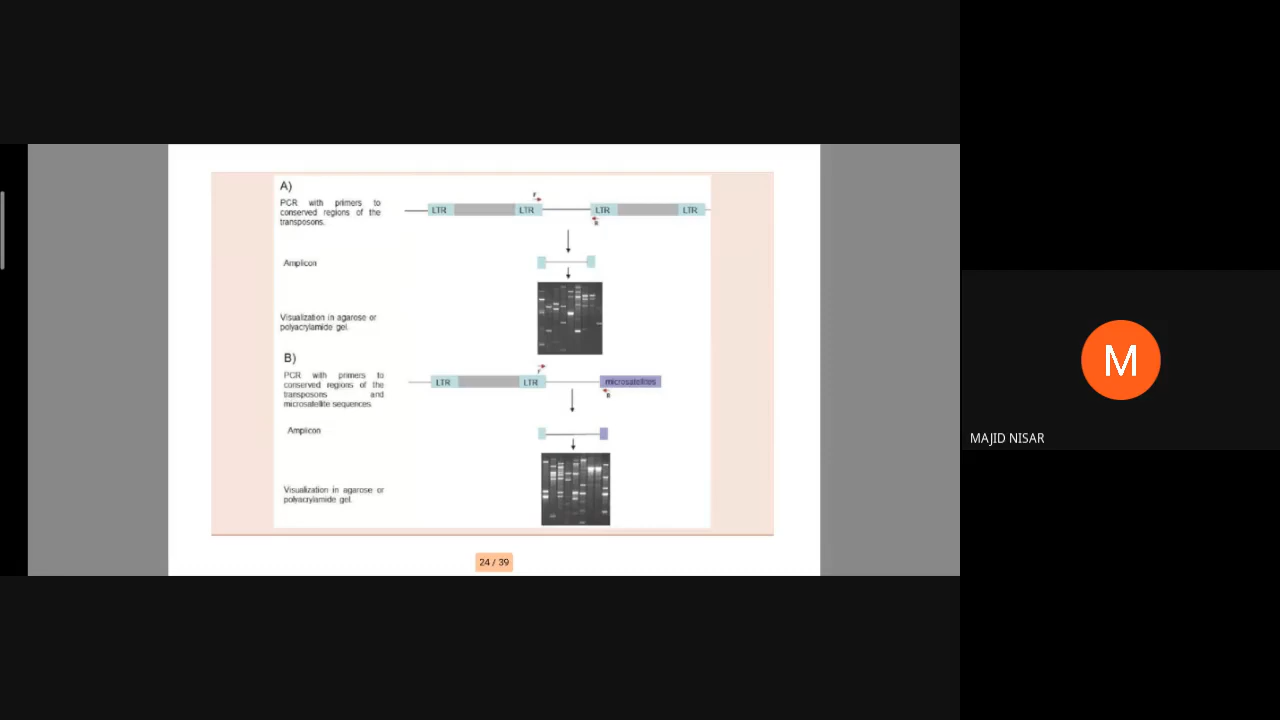 A)
PCR with primers to
conserved regions of the
transposons.
F
LTR LTR LTR LTR
R
Amplicon
Visualization in agarose or
polyacrylamide gel.
B)
PCR with primers to
conserved regions of the
transposons and
microsatellite sequences
F
LTR LTR microsatellites
R
Amplicon
Visualization in agarose or
polyacrylamide gel.
24 / 39
M
MAJID NISAR